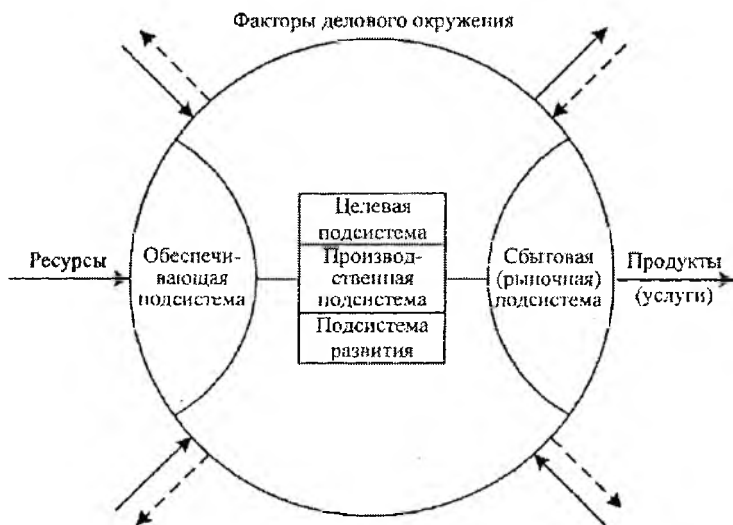 Факторы делового окружения
Ресурсы
Обеспечи-
вающая
подсистема
Целевая
подсистема
Производ-
ственная
подсистема
Подсистема
развития
Сбытовая
(рыночная)
подсистема
Продукты
(услуги)